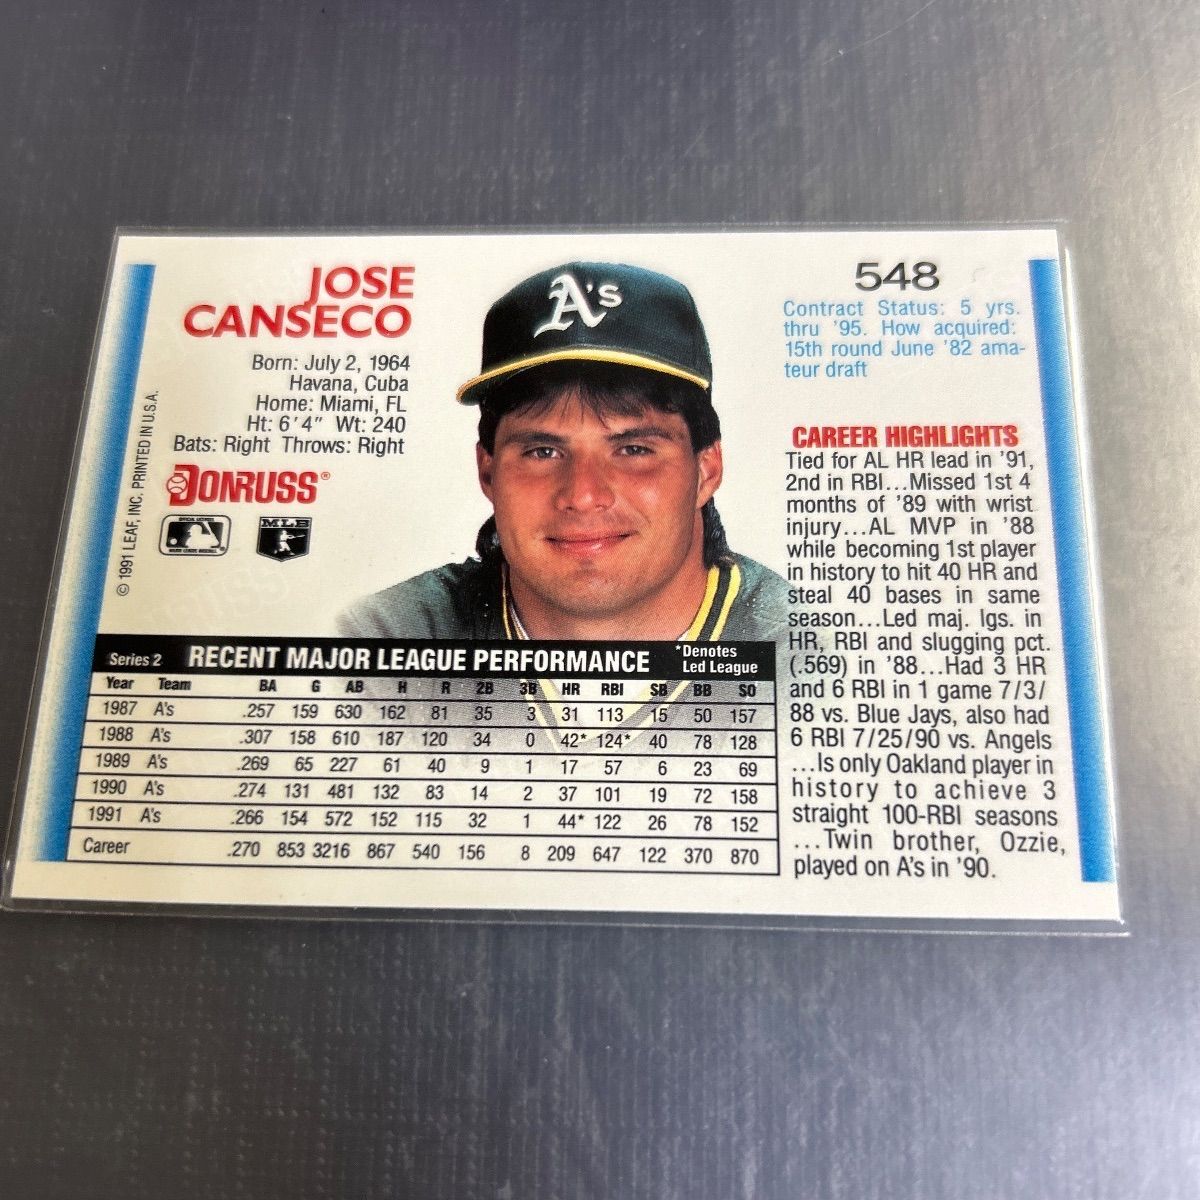 JOSE
CANSECO
Born: July 2, 1964
Havana, Cuba
Home: Miami, FL
Ht: 6'4" Wt: 240
Bats: Right Throws: Right
DONRUSS®
MLB
© 1991 LEAF, INC. PRINTED IN U.S.A.
A's
548
Contract Status: 5 yrs.
thru '95. How acquired:
15th round June '82 ama-
teur draft
CAREER HIGHLIGHTS
Tied for AL HR lead in '91,
2nd in RBI...Missed 1st 4
months of '89 with wrist
injury...AL MVP in '88
while becoming 1st player
in history to hit 40 HR and
steal 40 bases in same
season...Led maj. lgs. in
HR, RBI and slugging pct.
(.569) in '88...Had 3 HR
and 6 RBI in 1 game 7/3/
88 vs. Blue Jays, also had
6 RBI 7/25/90 vs. Angels
...Is only Oakland player in
history to achieve 3
straight 100-RBI seasons
...Twin brother, Ozzie,
played on A's in '90.
Series 2 RECENT MAJOR LEAGUE PERFORMANCE *Denotes
Led League
Year Team BA G AB H R 2B 3B HR RBI SB BB SO
1987 A's .257 159 630 162 81 35 3 31 113 15 50 157
1988 A's .307 158 610 187 120 34 0 42* 124* 40 78 128
1989 A's .269 65 227 61 40 9 1 17 57 6 23 69
1990 A's .274 131 481 132 83 14 2 37 101 19 72 158
1991 A's .266 154 572 152 115 32 1 44* 122 26 78 152
Career .270 853 3216 867 540 156 8 209 647 122 370 870